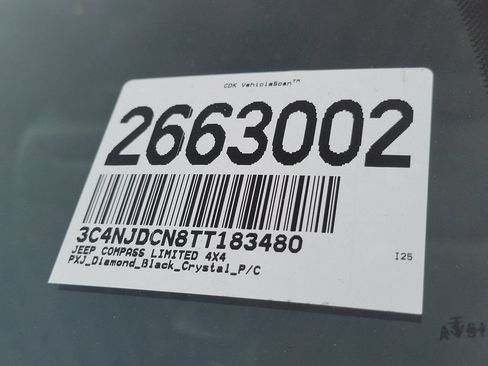 CDK VehicleScan™
2663002
3C4NJDCN8TT183480
JEEP COMPASS LIMITED 4X4
PXJ_Diamond_Black_Crystal_P/C
I25